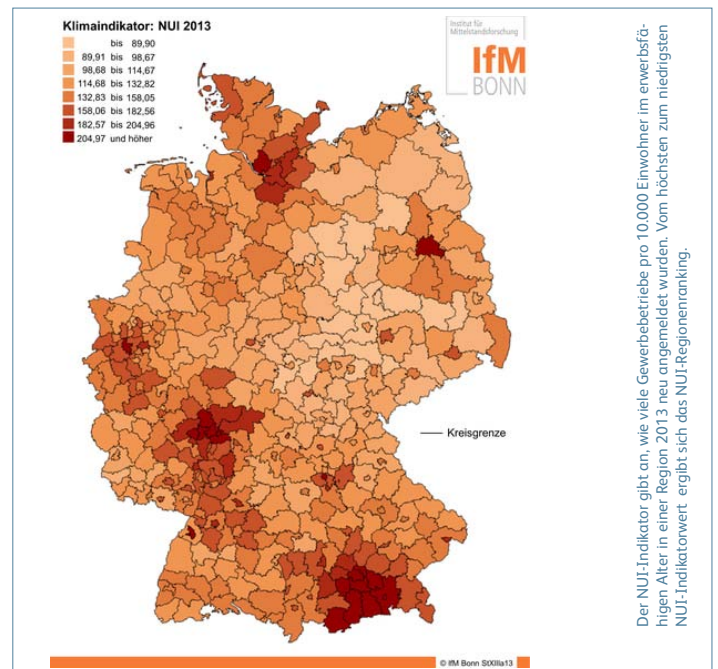 Klimaindikator: NUI 2013
bis 89,90
89,91 bis 98,67
98,68 bis 114,67
114,68 bis 132,82
132,83 bis 158,05
158,06 bis 182,56
182,57 bis 204,96
204,97 und höher
Institut für
Mittelstandsforschung
IfM
BONN
Kreisgrenze
© IfM Bonn StXIIIa13
Der NUI-Indikator gibt an, wie viele Gewerbebetriebe pro 10.000 Einwohner im erwerbsfä-
higen Alter in einer Region 2013 neu angemeldet wurden. Vom höchsten zum niedrigsten
NUI-Indikatorwert ergibt sich das NUI-Regionenranking.